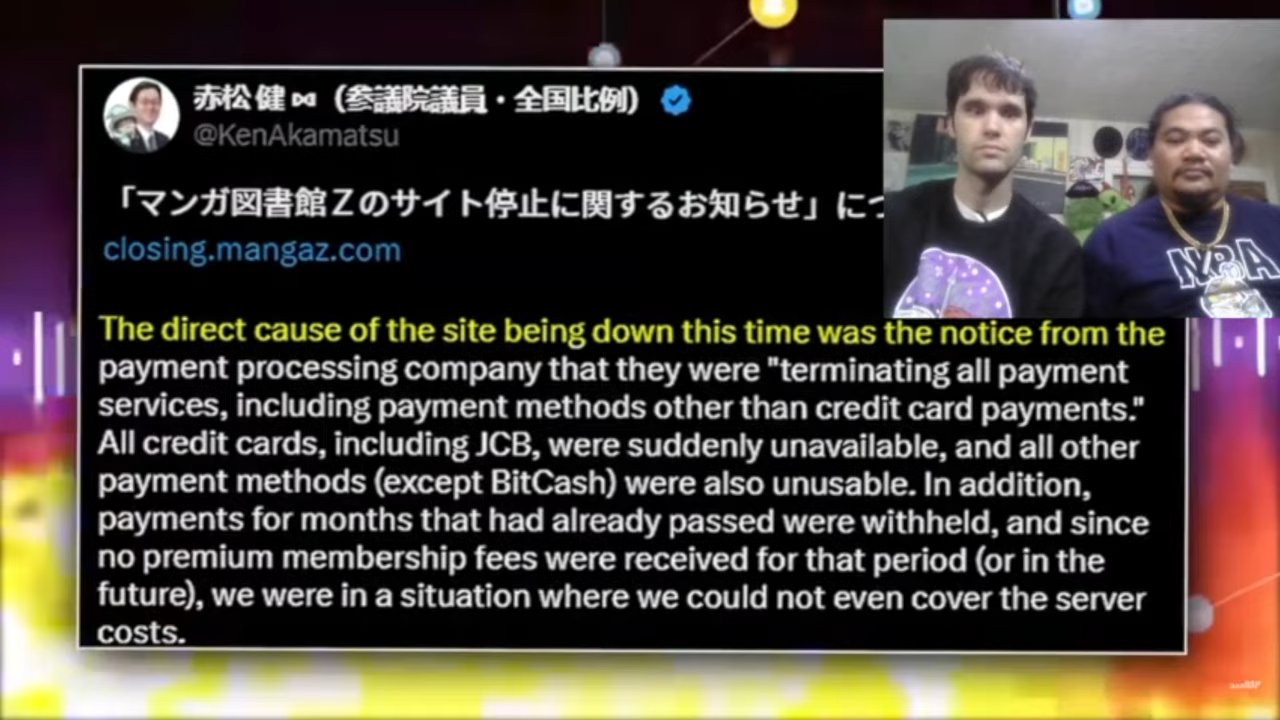 赤松 健 ⋈ （参議院議員・全国比例）
@KenAkamatsu
「マンガ図書館Ｚのサイト停止に関するお知らせ」に
closing.mangaz.com
The direct cause of the site being down this time was the notice from the
payment processing company that they were "terminating all payment
services, including payment methods other than credit card payments."
All credit cards, including JCB, were suddenly unavailable, and all other
payment methods (except BitCash) were also unusable. In addition,
payments for months that had already passed were withheld, and since
no premium membership fees were received for that period (or in the
future), we were in a situation where we could not even cover the server
costs.